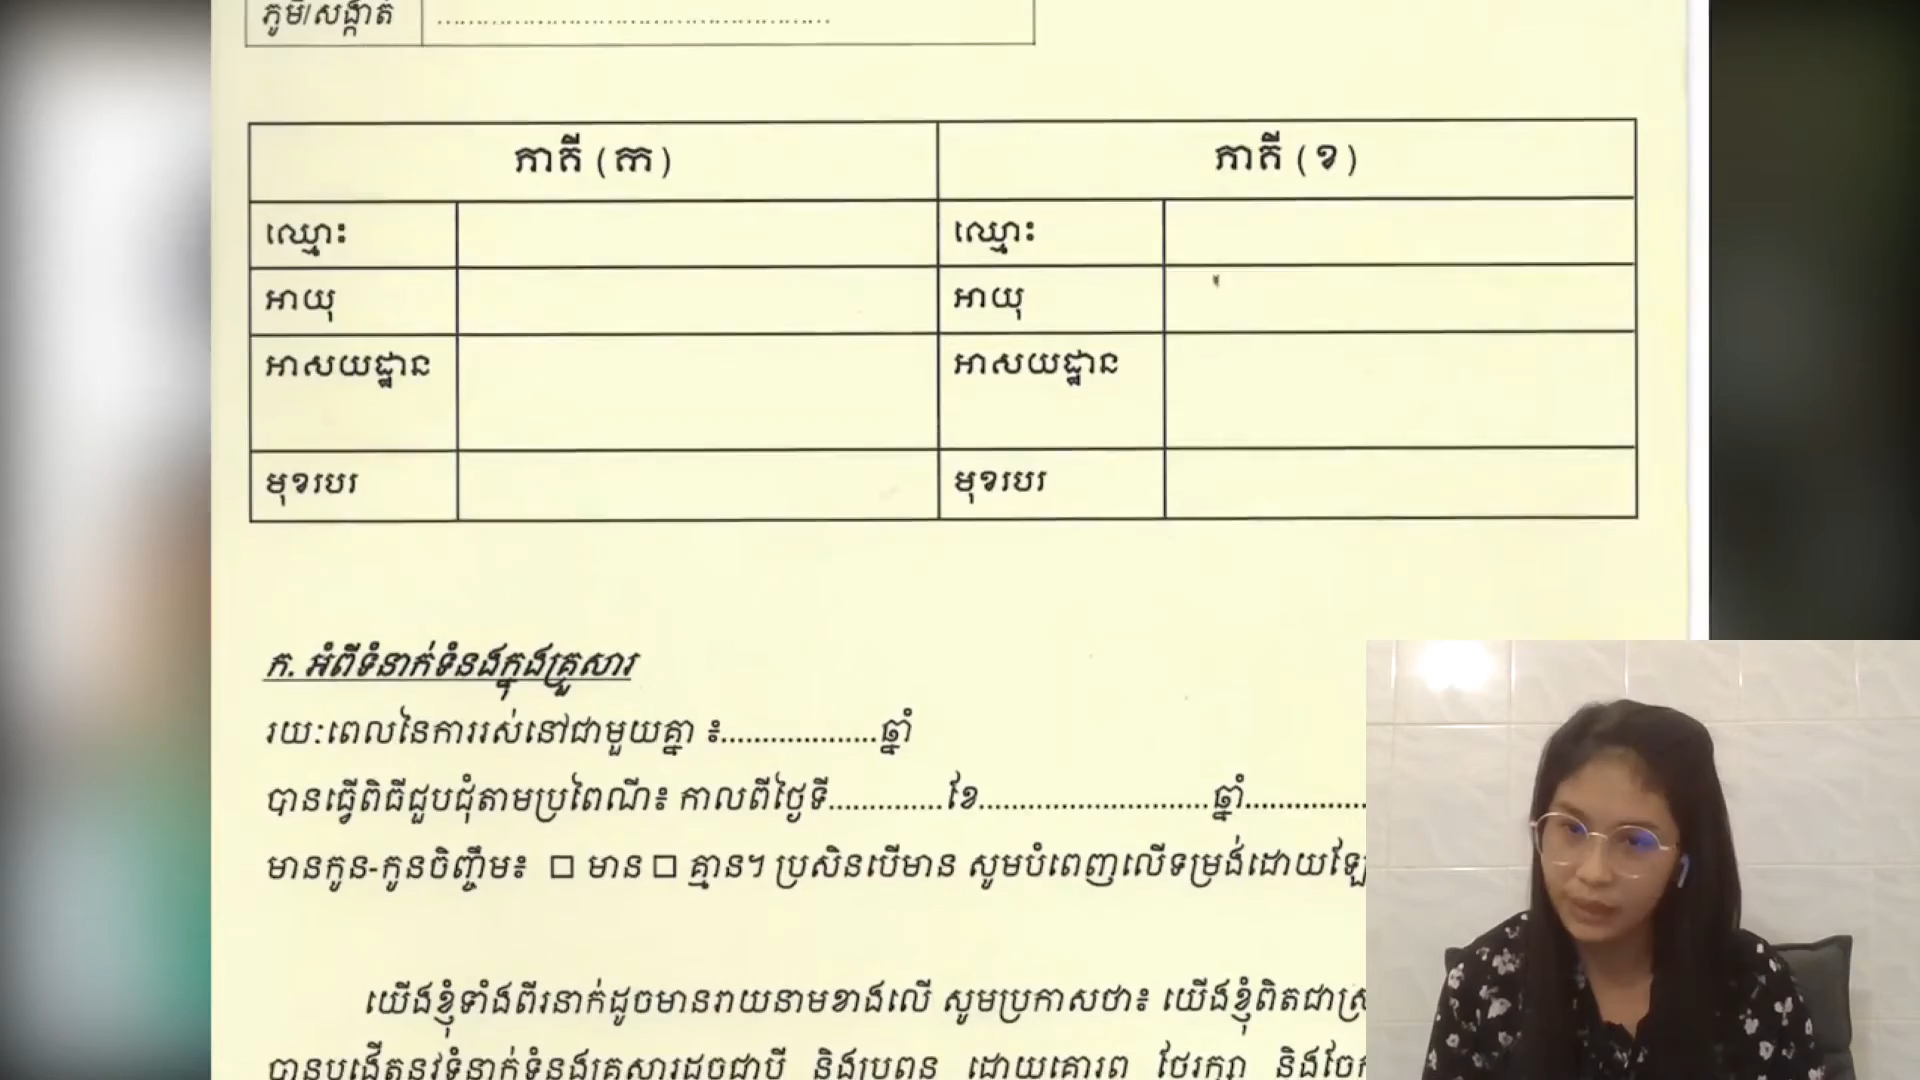 ភូមិ/សង្កាត់ ........................................................
ភាគី (ក) ភាគី (ខ)
ឈ្មោះ ឈ្មោះ
អាយុ អាយុ
អាសយដ្ឋាន អាសយដ្ឋាន
មុខរបរ មុខរបរ
ក. អំពីទំនាក់ទំនងក្នុងគ្រួសារ
រយៈពេលនៃការរស់នៅជាមួយគ្នា ៖...................ឆ្នាំ
បានធ្វើពិធីជួបជុំតាមប្រពៃណី៖ កាលពីថ្ងៃទី..............ខែ............................ឆ្នាំ...............
មានកូន-កូនចិញ្ចឹម៖ □ មាន □ គ្មាន។ ប្រសិនបើមាន សូមបំពេញលើទម្រង់ដោយឡែ
យើងខ្ញុំទាំងពីរនាក់ដូចមានរាយនាមខាងលើ សូមប្រកាសថា៖ យើងខ្ញុំពិតជាស្រ
បានបង្កើតនូវទំនាក់ទំនងគ្រួសារដូចជាប្តី និងប្រពន្ធ ដោយគោរព ថែរក្សា និងចែក